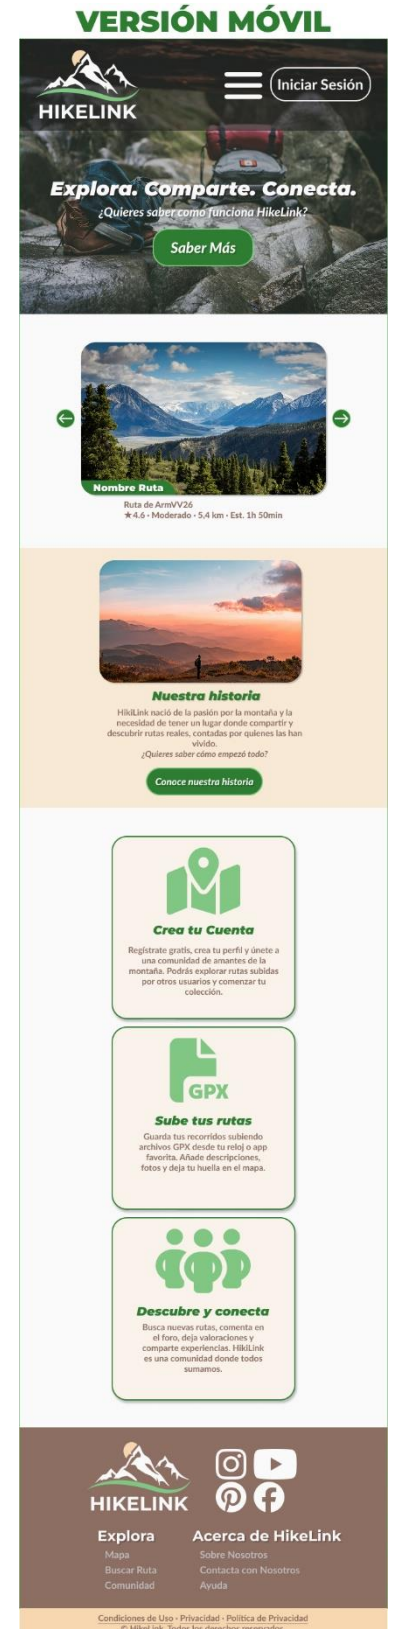 VERSIÓN MÓVIL
HIKELINK
Iniciar Sesión
Explora. Comparte. Conecta.
¿Quieres saber como funciona HikeLink?
Saber Más
Nombre Ruta
Ruta de ArmVV26
★4.6 · Moderado · 5,4 km · Est. 1h 50min
Nuestra historia
HikiLink nació de la pasión por la montaña y la
necesidad de tener un lugar donde compartir y
descubrir rutas reales, contadas por quienes las han
vivido.
¿Quieres saber cómo empezó todo?
Conoce nuestra historia
Crea tu Cuenta
Regístrate gratis, crea tu perfil y únete a
una comunidad de amantes de la
montaña. Podrás explorar rutas subidas
por otros usuarios y comenzar tu
colección.
GPX
Sube tus rutas
Guarda tus recorridos subiendo
archivos GPX desde tu reloj o app
favorita. Añade descripciones,
fotos y deja tu huella en el mapa.
Descubre y conecta
Busca nuevas rutas, comenta en
el foro, deja valoraciones y
comparte experiencias. HikiLink
es una comunidad donde todos
sumamos.
HIKELINK
Explora
Mapa
Buscar Ruta
Comunidad
Acerca de HikeLink
Sobre Nosotros
Contacta con Nosotros
Ayuda
Condiciones de Uso · Privacidad · Política de Privacidad
© HikeLink. Todos los derechos reservados